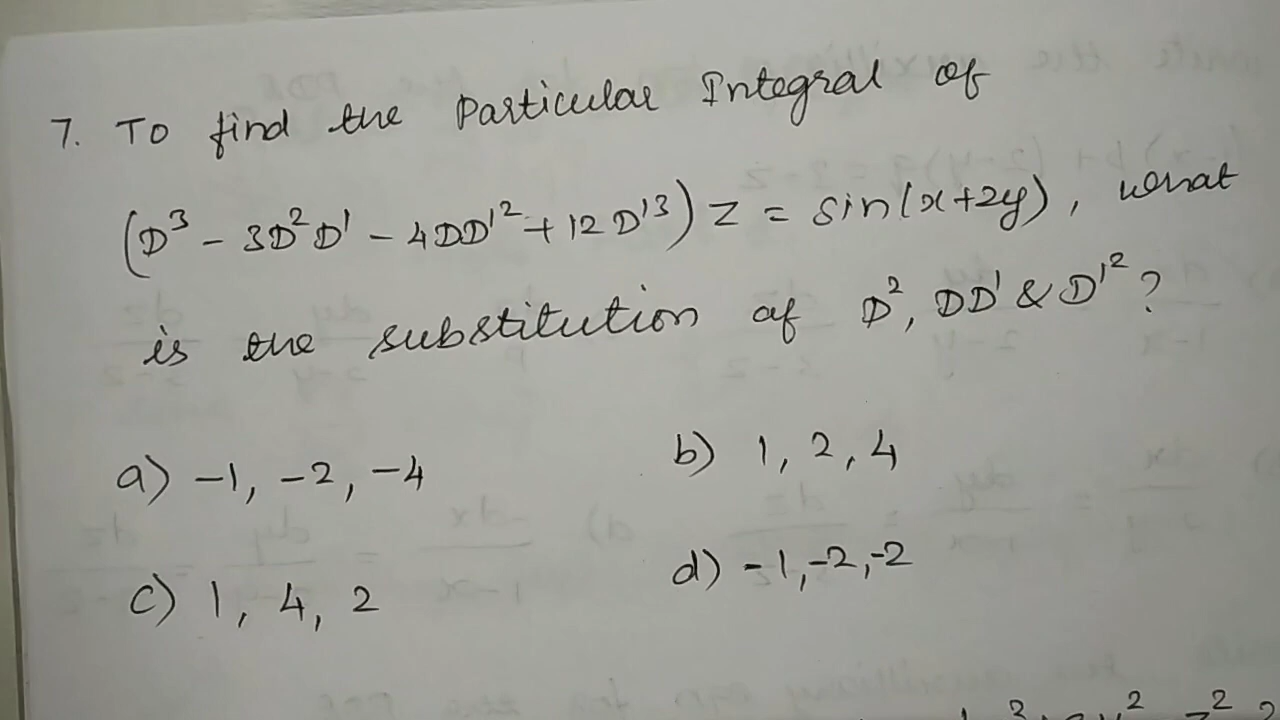 7. To find the Particular Integral of
(D³ - 3D²D' - 4DD'² + 12D'³) z = sin(x+2y), what
is the substitution of D², DD' & D'²?
a) -1, -2, -4 b) 1, 2, 4
c) 1, 4, 2 d) -1, -2, -2